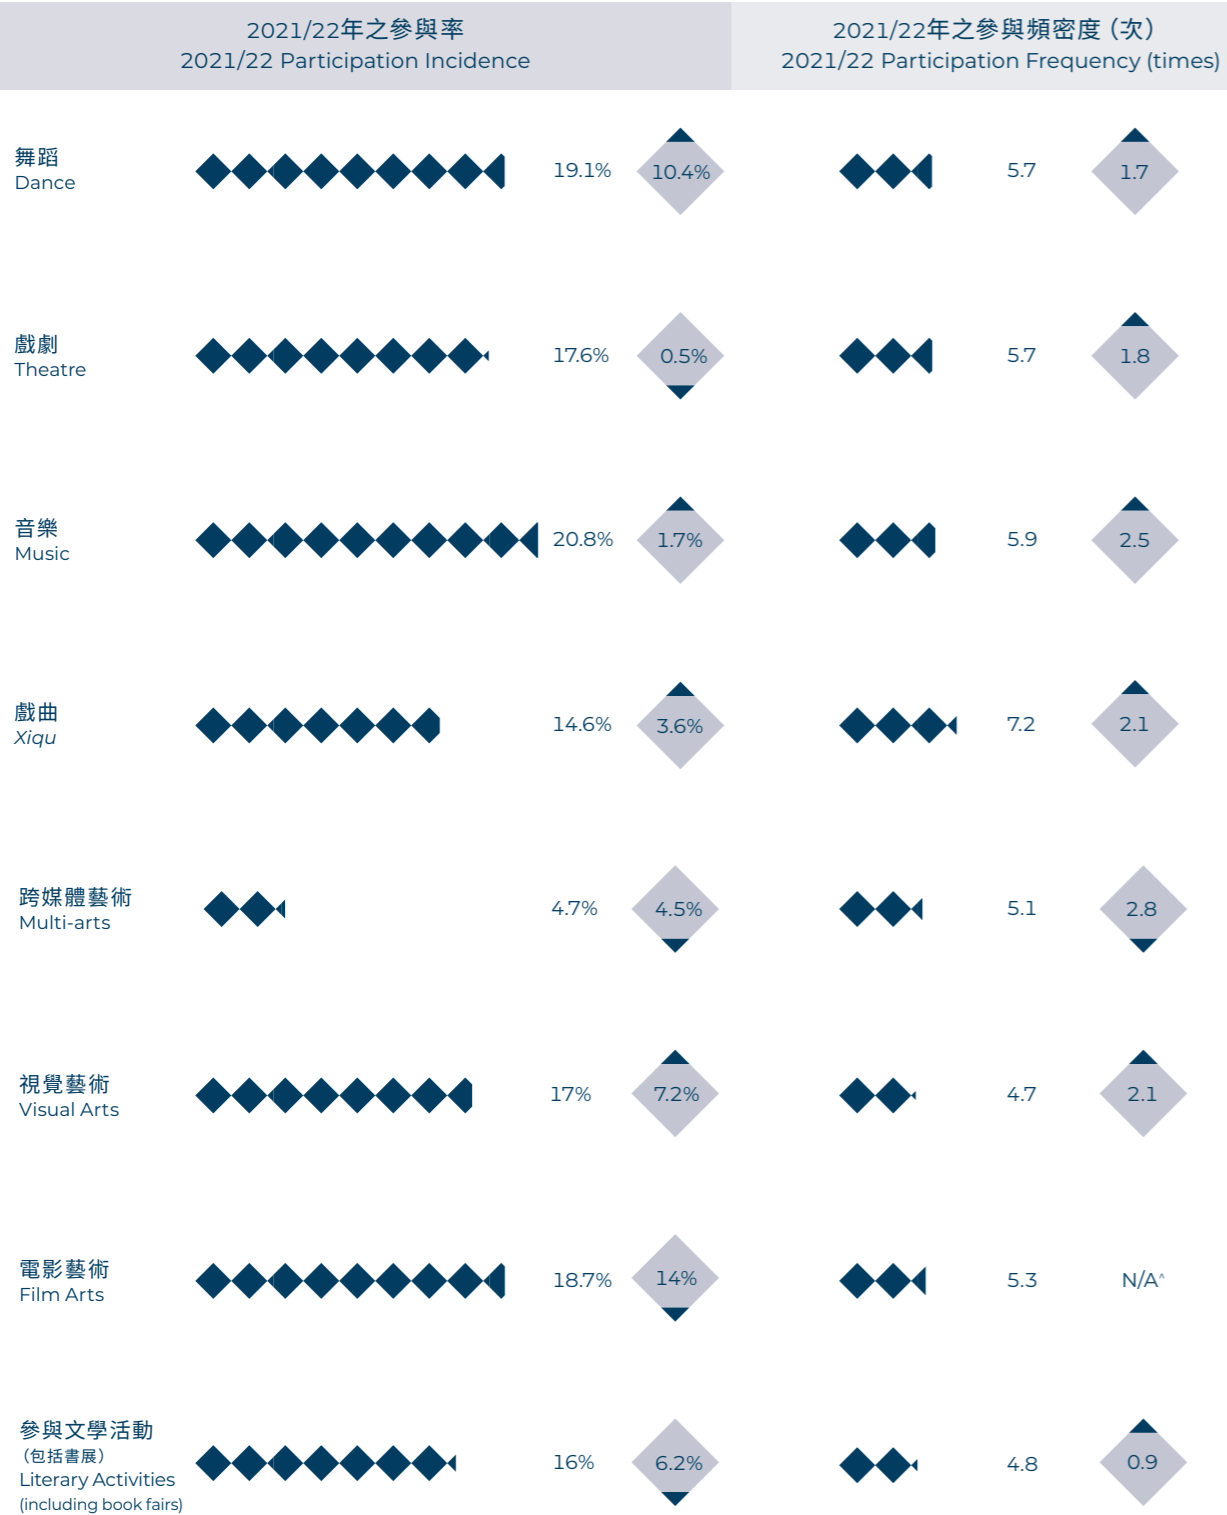 2021/22年之參與率
2021/22 Participation Incidence
2021/22年之參與頻密度（次）
2021/22 Participation Frequency (times)
舞蹈
Dance
19.1%
10.4%
5.7
1.7
戲劇
Theatre
17.6%
0.5%
5.7
1.8
音樂
Music
20.8%
1.7%
5.9
2.5
戲曲
Xiqu
14.6%
3.6%
7.2
2.1
跨媒體藝術
Multi-arts
4.7%
4.5%
5.1
2.8
視覺藝術
Visual Arts
17%
7.2%
4.7
2.1
電影藝術
Film Arts
18.7%
14%
5.3
N/A^
參與文學活動
（包括書展）
Literary Activities
(including book fairs)
16%
6.2%
4.8
0.9